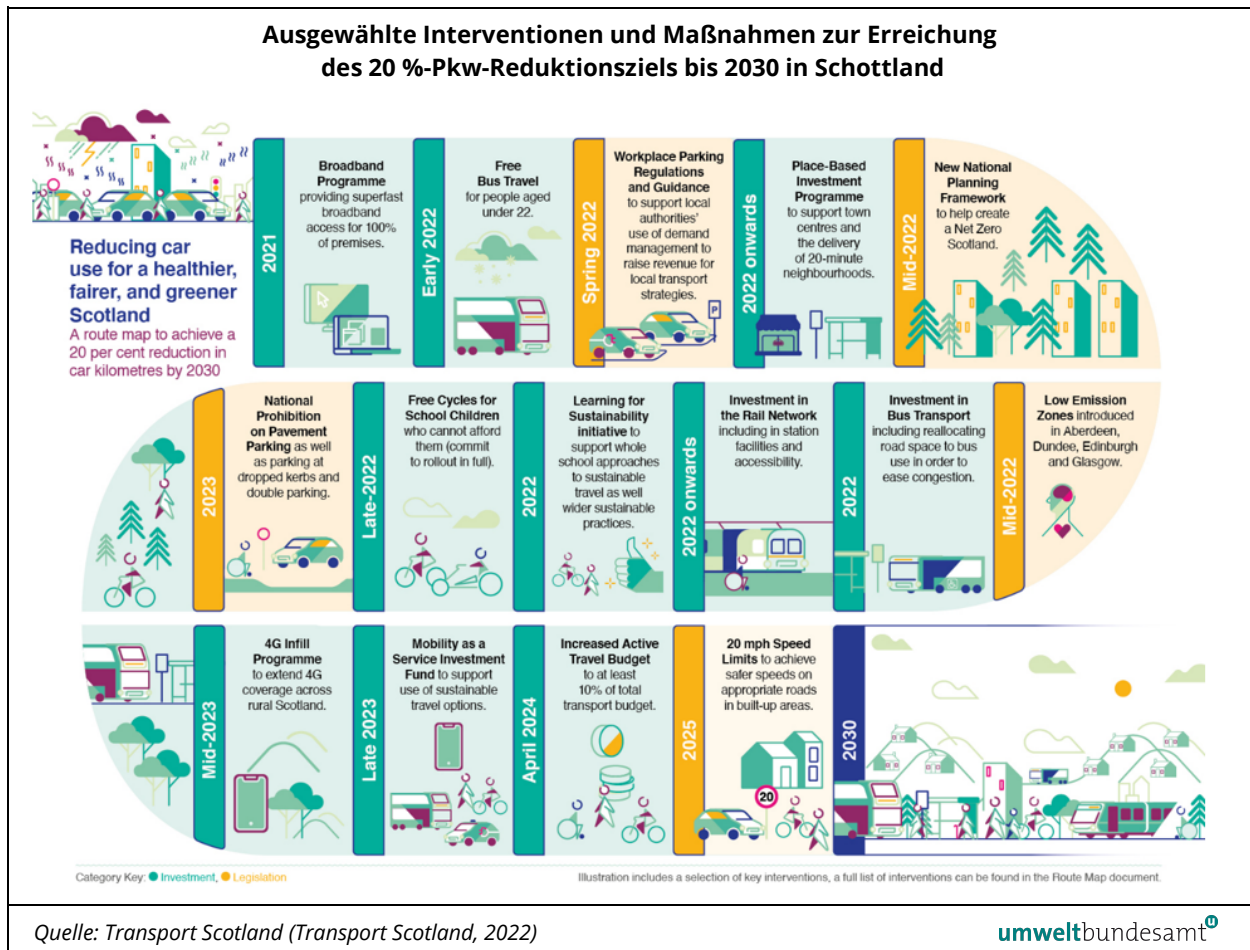 Ausgewählte Interventionen und Maßnahmen zur Erreichung
des 20 %-Pkw-Reduktionsziels bis 2030 in Schottland
Reducing car
use for a healthier,
fairer, and greener
Scotland
A route map to achieve a
20 per cent reduction in
car kilometres by 2030
2021
Broadband
Programme
providing superfast
broadband
access for 100%
of premises.
Early 2022
Free
Bus Travel
for people aged
under 22.
Spring 2022
Workplace Parking
Regulations
and Guidance
to support local
authorities'
use of demand
management to
raise revenue for
local transport
strategies.
P
2022 onwards
Place-Based
Investment
Programme
to support town
centres and
the delivery
of 20-minute
neighbourhoods.
Mid-2022
New National
Planning
Framework
to help create
a Net Zero
Scotland.
2023
National
Prohibition
on Pavement
Parking as well
as parking at
dropped kerbs and
double parking.
Late-2022
Free Cycles for
School Children
who cannot afford
them (commit
to rollout in full).
2022
Learning for
Sustainability
initiative to
support whole
school approaches
to sustainable
travel as well
wider sustainable
practices.
2022 onwards
Investment in
the Rail Network
including in station
facilities and
accessibility.
2022
Investment in
Bus Transport
including reallocating
road space to bus
use in order to
ease congestion.
Mid-2022
Low Emission
Zones introduced
in Aberdeen,
Dundee, Edinburgh
and Glasgow.
Mid-2023
4G Infill
Programme
to extend 4G
coverage across
rural Scotland.
Late 2023
Mobility as a
Service Investment
Fund to support
use of sustainable
travel options.
April 2024
Increased Active
Travel Budget
to at least
10% of total
transport budget.
2025
20 mph Speed
Limits to achieve
safer speeds on
appropriate roads
in built-up areas.
20
2030
Category Key: Investment, Legislation
Illustration includes a selection of key interventions, a full list of interventions can be found in the Route Map document.
Quelle: Transport Scotland (Transport Scotland, 2022)
umweltbundesamt